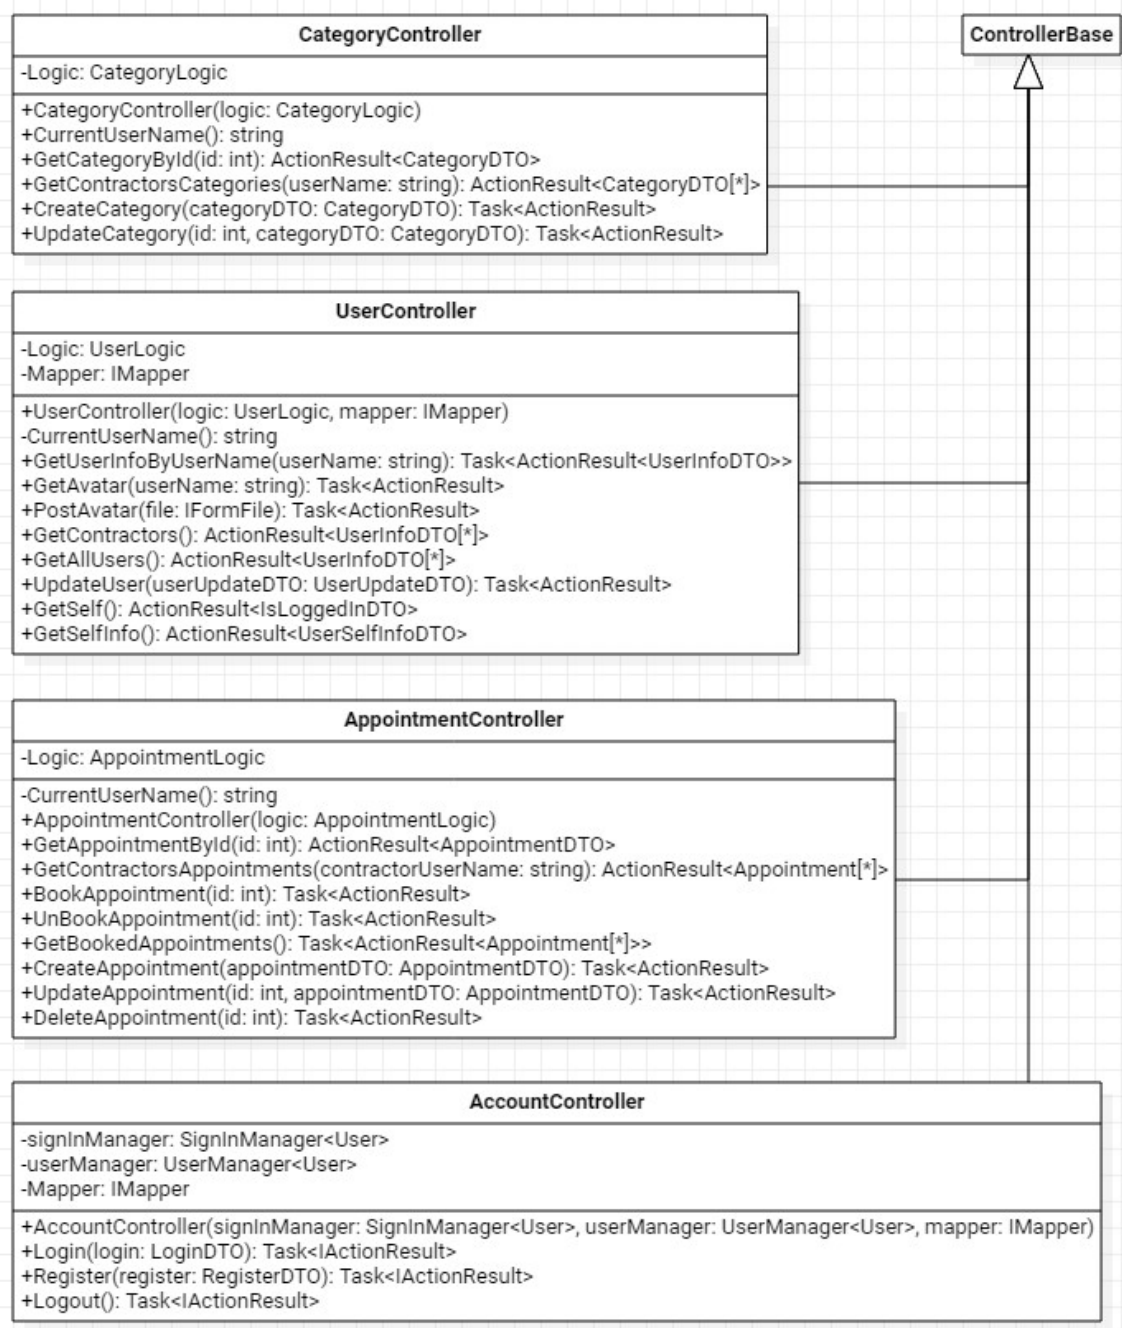 CategoryController
ControllerBase
-Logic: CategoryLogic
+CategoryController(logic: CategoryLogic)
+CurrentUserName(): string
+GetCategoryById(id: int): ActionResult<CategoryDTO>
+GetContractorsCategories(userName: string): ActionResult<CategoryDTO[*]>
+CreateCategory(categoryDTO: CategoryDTO): Task<ActionResult>
+UpdateCategory(id: int, categoryDTO: CategoryDTO): Task<ActionResult>
UserController
-Logic: UserLogic
-Mapper: IMapper
+UserController(logic: UserLogic, mapper: IMapper)
-CurrentUserName(): string
+GetUserInfoByUserName(userName: string): Task<ActionResult<UserInfoDTO>>
+GetAvatar(userName: string): Task<ActionResult>
+PostAvatar(file: IFormFile): Task<ActionResult>
+GetContractors(): ActionResult<UserInfoDTO[*]>
+GetAllUsers(): ActionResult<UserInfoDTO[*]>
+UpdateUser(userUpdateDTO: UserUpdateDTO): Task<ActionResult>
+GetSelf(): ActionResult<IsLoggedInDTO>
+GetSelfInfo(): ActionResult<UserSelfInfoDTO>
AppointmentController
-Logic: AppointmentLogic
-CurrentUserName(): string
+AppointmentController(logic: AppointmentLogic)
+GetAppointmentById(id: int): ActionResult<AppointmentDTO>
+GetContractorsAppointments(contractorUserName: string): ActionResult<Appointment[*]>
+BookAppointment(id: int): Task<ActionResult>
+UnBookAppointment(id: int): Task<ActionResult>
+GetBookedAppointments(): Task<ActionResult<Appointment[*]>>
+CreateAppointment(appointmentDTO: AppointmentDTO): Task<ActionResult>
+UpdateAppointment(id: int, appointmentDTO: AppointmentDTO): Task<ActionResult>
+DeleteAppointment(id: int): Task<ActionResult>
AccountController
-signInManager: SignInManager<User>
-userManager: UserManager<User>
-Mapper: IMapper
+AccountController(signInManager: SignInManager<User>, userManager: UserManager<User>, mapper: IMapper)
+Login(login: LoginDTO): Task<IActionResult>
+Register(register: RegisterDTO): Task<IActionResult>
+Logout(): Task<IActionResult>